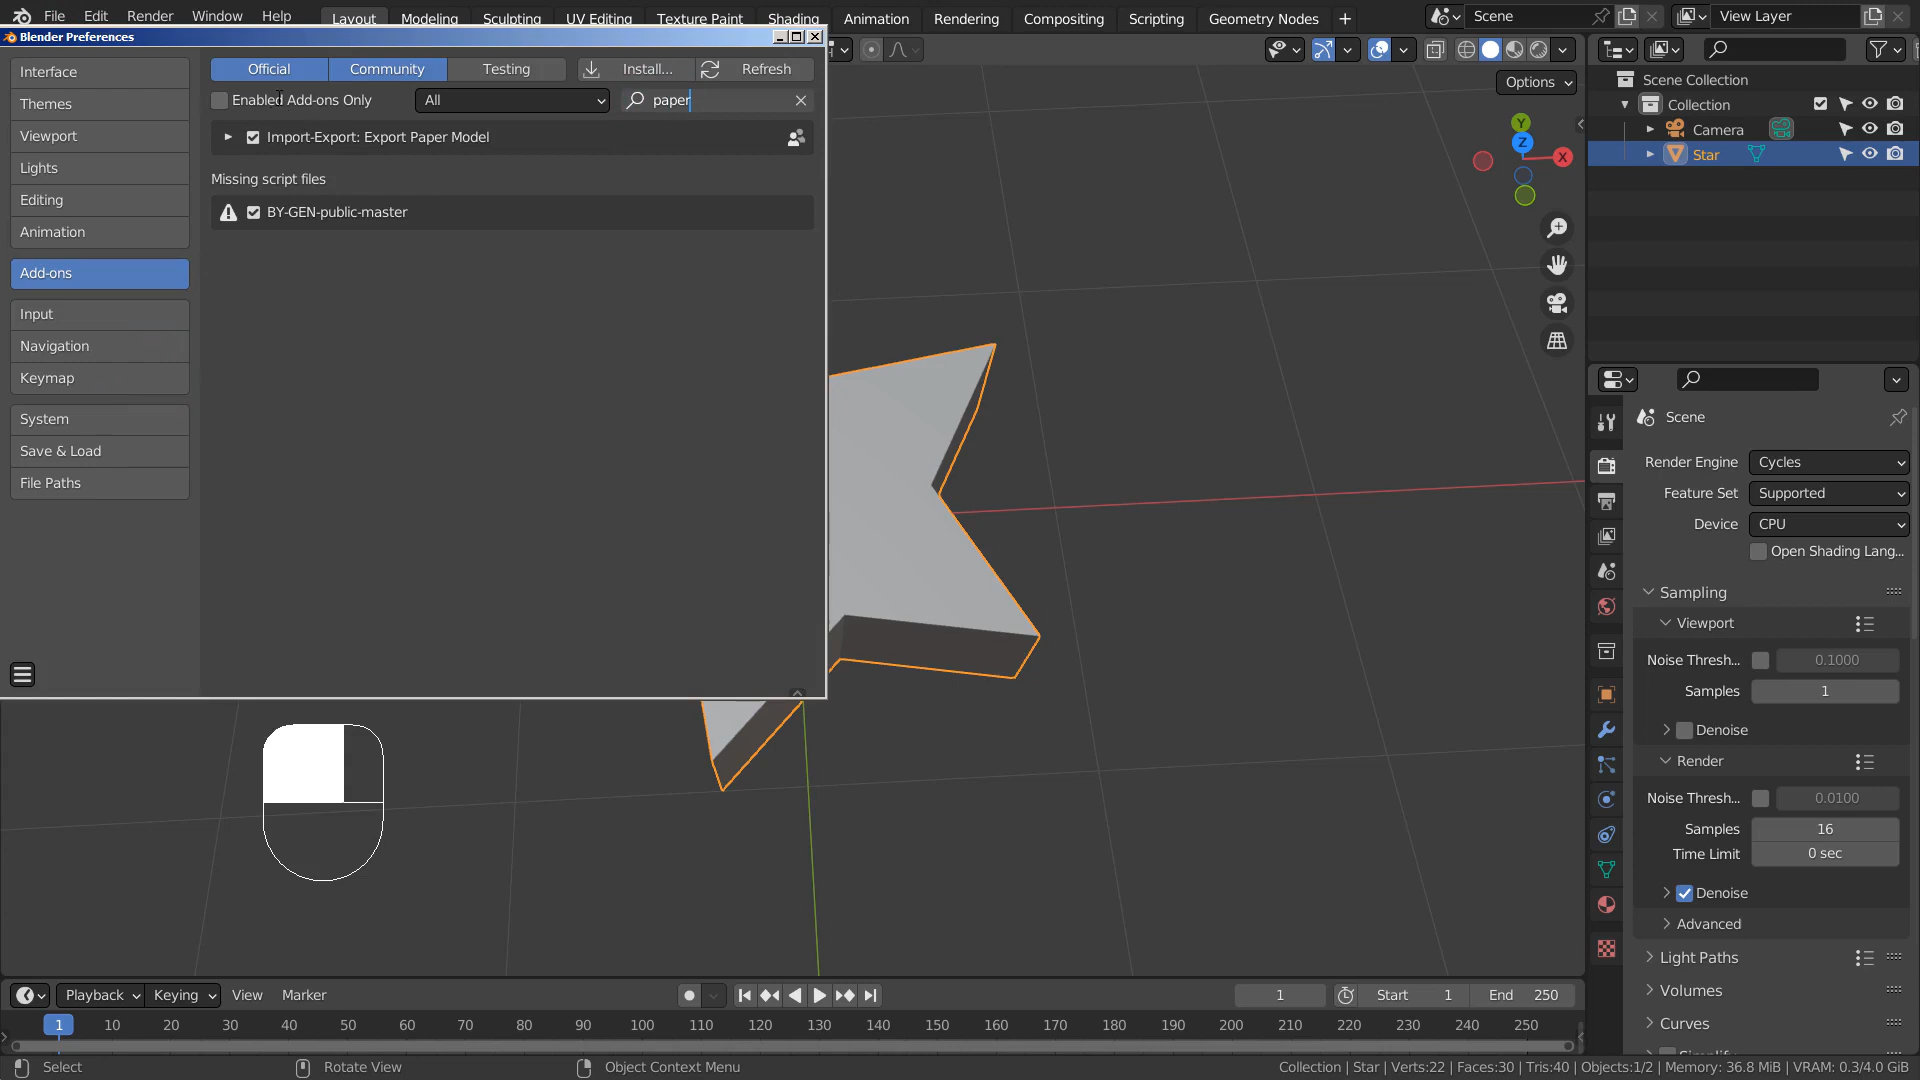 File Edit Render Window Help Layout Modeling Sculpting UV Editing Texture Paint Shading Animation Rendering Compositing Scripting Geometry Nodes + Scene View Layer
Blender Preferences
Interface
Themes
Viewport
Lights
Editing
Animation
Add-ons
Input
Navigation
Keymap
System
Save & Load
File Paths
Official Community Testing Install... Refresh
Enabled Add-ons Only All paper
Import-Export: Export Paper Model
Missing script files
BY-GEN-public-master
Options
Y
Z
X
Scene Collection
Collection
Camera
Star
Scene
Render Engine Cycles
Feature Set Supported
Device CPU
Open Shading Lang...
Sampling
Viewport
Noise Thresh... 0.1000
Samples 1
Denoise
Render
Noise Thresh... 0.0100
Samples 16
Time Limit 0 sec
Denoise
Advanced
Light Paths
Volumes
Curves
Playback Keying View Marker 1 Start 1 End 250
1 10 20 30 40 50 60 70 80 90 100 110 120 130 140 150 160 170 180 190 200 210 220 230 240 250
Select Rotate View Object Context Menu Collection | Star | Verts:22 | Faces:30 | Tris:40 | Objects:1/2 | Memory: 36.8 MiB | VRAM: 0.3/4.0 GiB